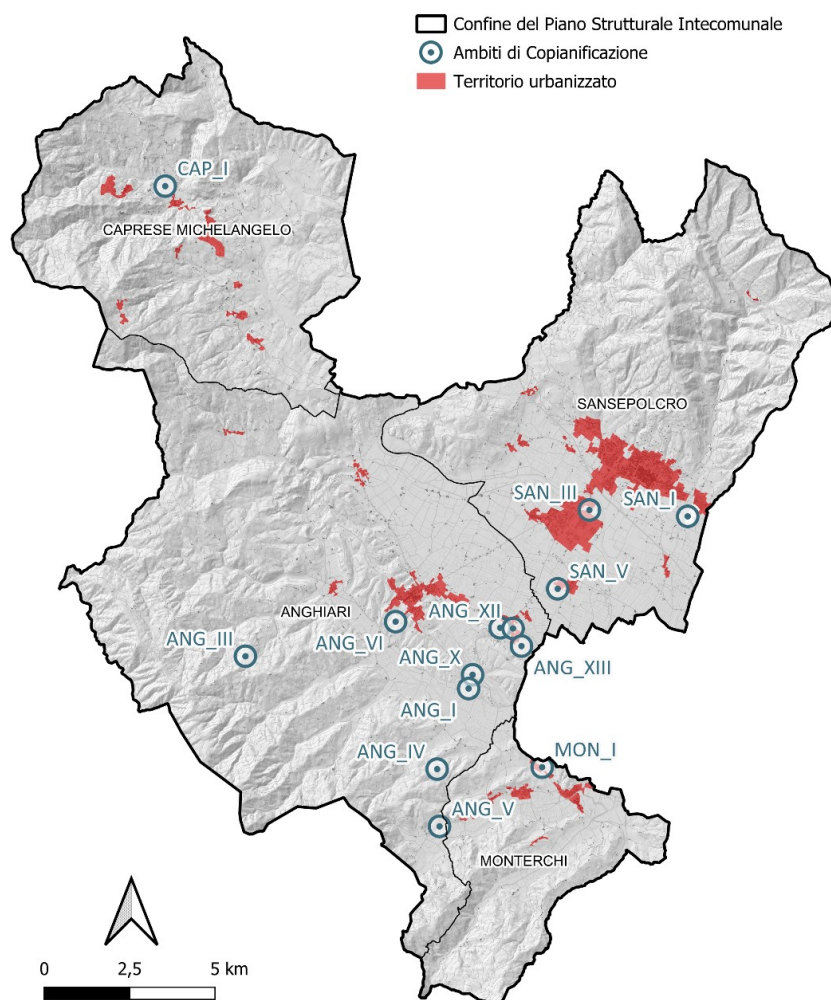 Confine del Piano Strutturale Intecomunale
Ambiti di Copianificazione
Territorio urbanizzato
CAP_I
CAPRESE MICHELANGELO
SANSEPOLCRO
SAN_III
SAN_I
SAN_V
ANGHIARI
ANG_XII
ANG_III
ANG_VI
ANG_X
ANG_XIII
ANG_I
ANG_IV
MON_I
ANG_V
MONTERCHI
0 2,5 5 km